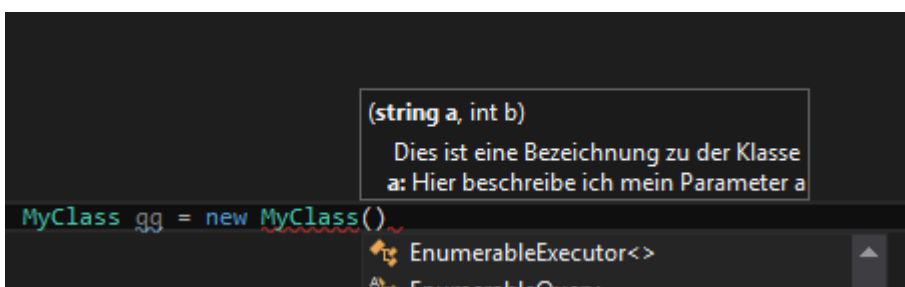 (string a, int b)
Dies ist eine Bezeichnung zu der Klasse
a: Hier beschreibe ich mein Parameter a
MyClass gg = new MyClass()
EnumerableExecutor<>